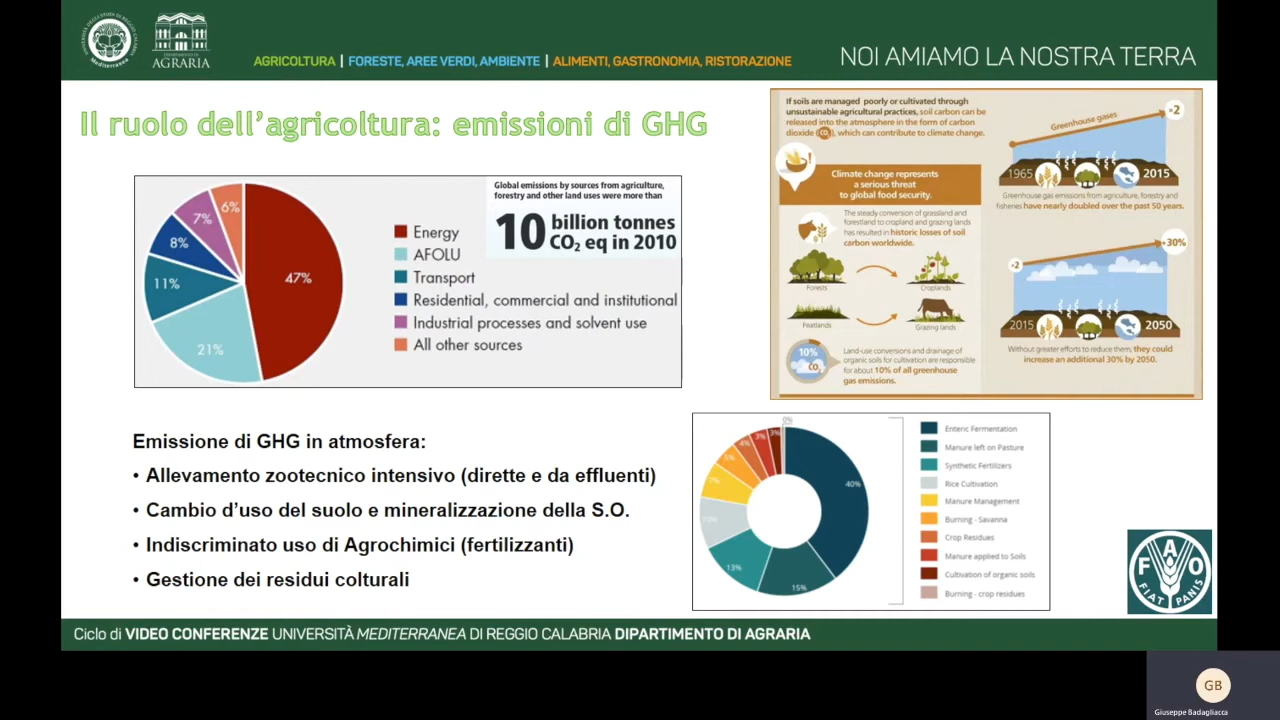 AGRARIA
AGRICOLTURA | FORESTE, AREE VERDI, AMBIENTE | ALIMENTI, GASTRONOMIA, RISTORAZIONE
NOI AMIAMO LA NOSTRA TERRA
Il ruolo dell'agricoltura: emissioni di GHG
47%
21%
11%
8%
7%
6%
Global emissions by sources from agriculture,
forestry and other land uses were more than
10 billion tonnes
CO2 eq in 2010
Energy
AFOLU
Transport
Residential, commercial and institutional
Industrial processes and solvent use
All other sources
If soils are managed poorly or cultivated through
unsustainable agricultural practices, soil carbon can be
released into the atmosphere in the form of carbon
dioxide (CO2), which can contribute to climate change.
Climate change represents
a serious threat
to global food security.
The steady conversion of grassland and
forestland to cropland and grazing lands
has resulted in historic losses of soil
carbon worldwide.
Forests
Croplands
Peatlands
Grazing lands
10%
CO2
Land-use conversions and drainage of
organic soils for cultivation are responsible
for about 10% of all greenhouse
gas emissions.
Greenhouse gases
×2
1965
2015
Greenhouse gas emissions from agriculture, forestry and
fisheries have nearly doubled over the past 50 years.
+30%
2015
2050
Without greater efforts to reduce them, they could
increase an additional 30% by 2050.
Emissione di GHG in atmosfera:
• Allevamento zootecnico intensivo (dirette e da effluenti)
• Cambio d'uso del suolo e mineralizzazione della S.O.
• Indiscriminato uso di Agrochimici (fertilizzanti)
• Gestione dei residui colturali
0%
3%
3%
4%
5%
7%
10%
13%
15%
40%
Enteric Fermentation
Manure left on Pasture
Synthetic Fertilizers
Rice Cultivation
Manure Management
Burning - Savanna
Crop Residues
Manure applied to Soils
Cultivation of organic soils
Burning - crop residues
FAO
FIAT PANIS
Ciclo di VIDEO CONFERENZE UNIVERSITÀ MEDITERRANEA DI REGGIO CALABRIA DIPARTIMENTO DI AGRARIA
GB
Giuseppe Badagliacca